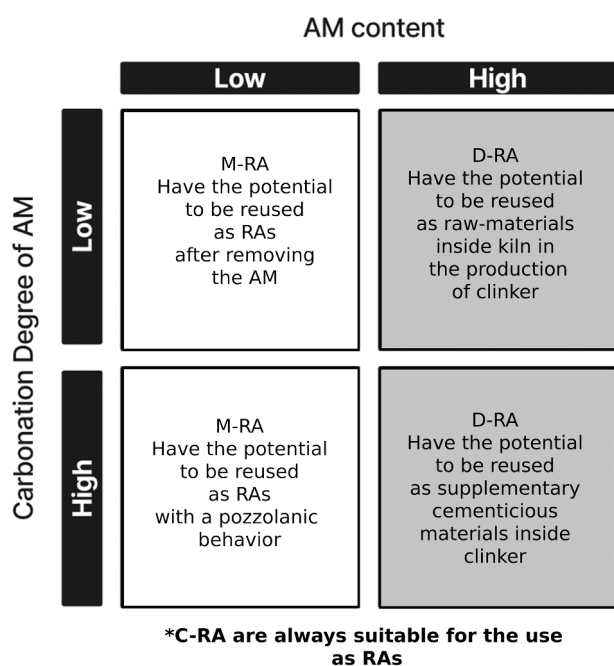 AM content
Low
High
Carbonation Degree of AM
Low
M-RA
Have the potential
to be reused
as RAs
after removing
the AM
D-RA
Have the potential
to be reused
as raw-materials
inside kiln in
the production
of clinker
High
M-RA
Have the potential
to be reused
as RAs
with a pozzolanic
behavior
D-RA
Have the potential
to be reused
as supplementary
cementicious
materials inside
clinker
*C-RA are always suitable for the use
as RAs